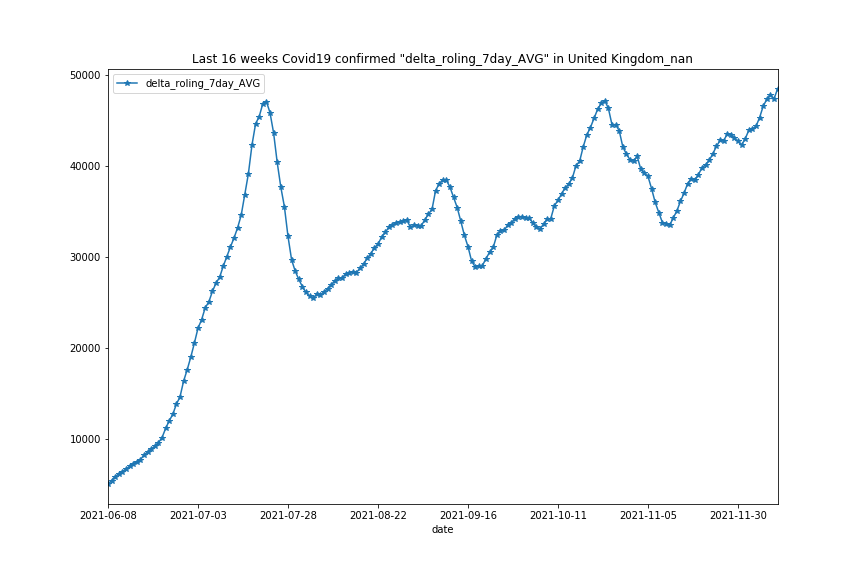 Last 16 weeks Covid19 confirmed "delta_roling_7day_AVG" in United Kingdom_nan
delta_roling_7day_AVG
50000
40000
30000
20000
10000
2021-06-08 2021-07-03 2021-07-28 2021-08-22 2021-09-16 2021-10-11 2021-11-05 2021-11-30
date